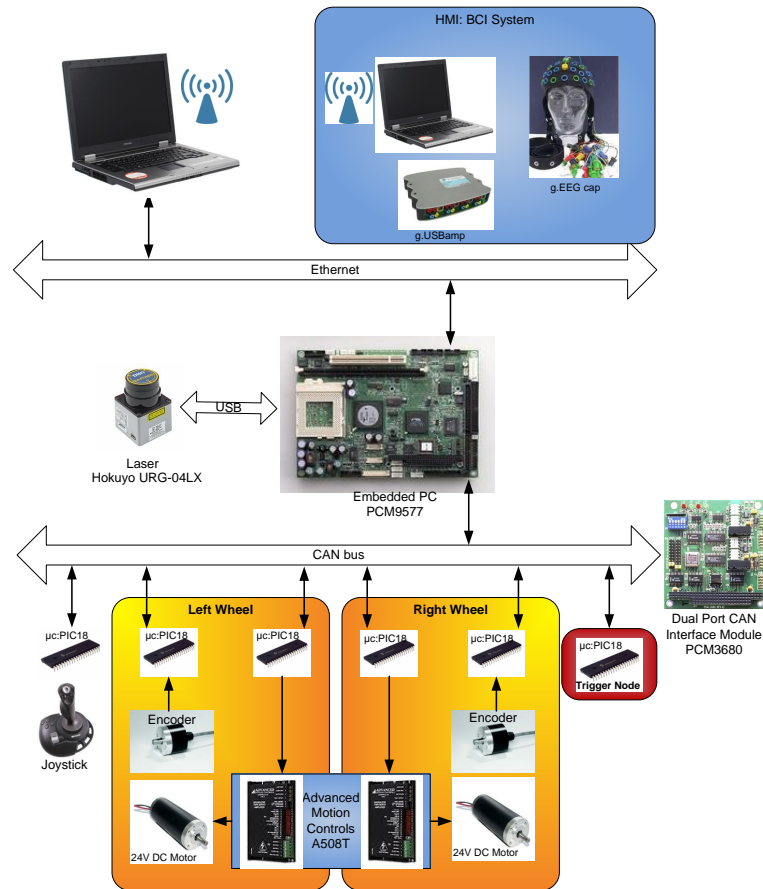 HMI: BCI System
g.EEG cap
g.USBamp
Ethernet
USB
Laser
Hokuyo URG-04LX
Embedded PC
PCM9577
CAN bus
Dual Port CAN
Interface Module
PCM3680
Left Wheel
Right Wheel
µc:PIC18
µc:PIC18
µc:PIC18
µc:PIC18
µc:PIC18
µc:PIC18
Trigger Node
Joystick
Encoder
Encoder
Advanced
Motion
Controls
A508T
24V DC Motor
24V DC Motor